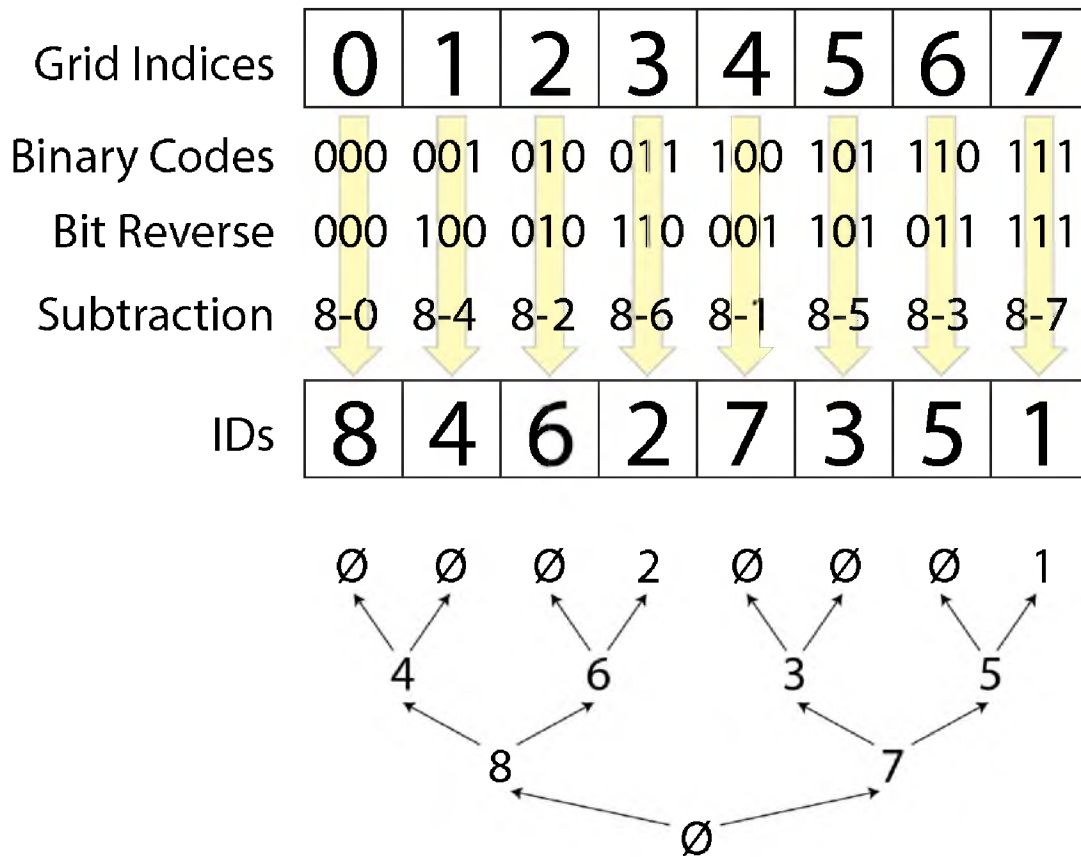 Grid Indices 0 1 2 3 4 5 6 7
Binary Codes 000 001 010 011 100 101 110 111
Bit Reverse 000 100 010 110 001 101 011 111
Subtraction 8-0 8-4 8-2 8-6 8-1 8-5 8-3 8-7
IDs 8 4 6 2 7 3 5 1
Ø Ø Ø 2 Ø Ø Ø 1
4 6 3 5
8 7
Ø